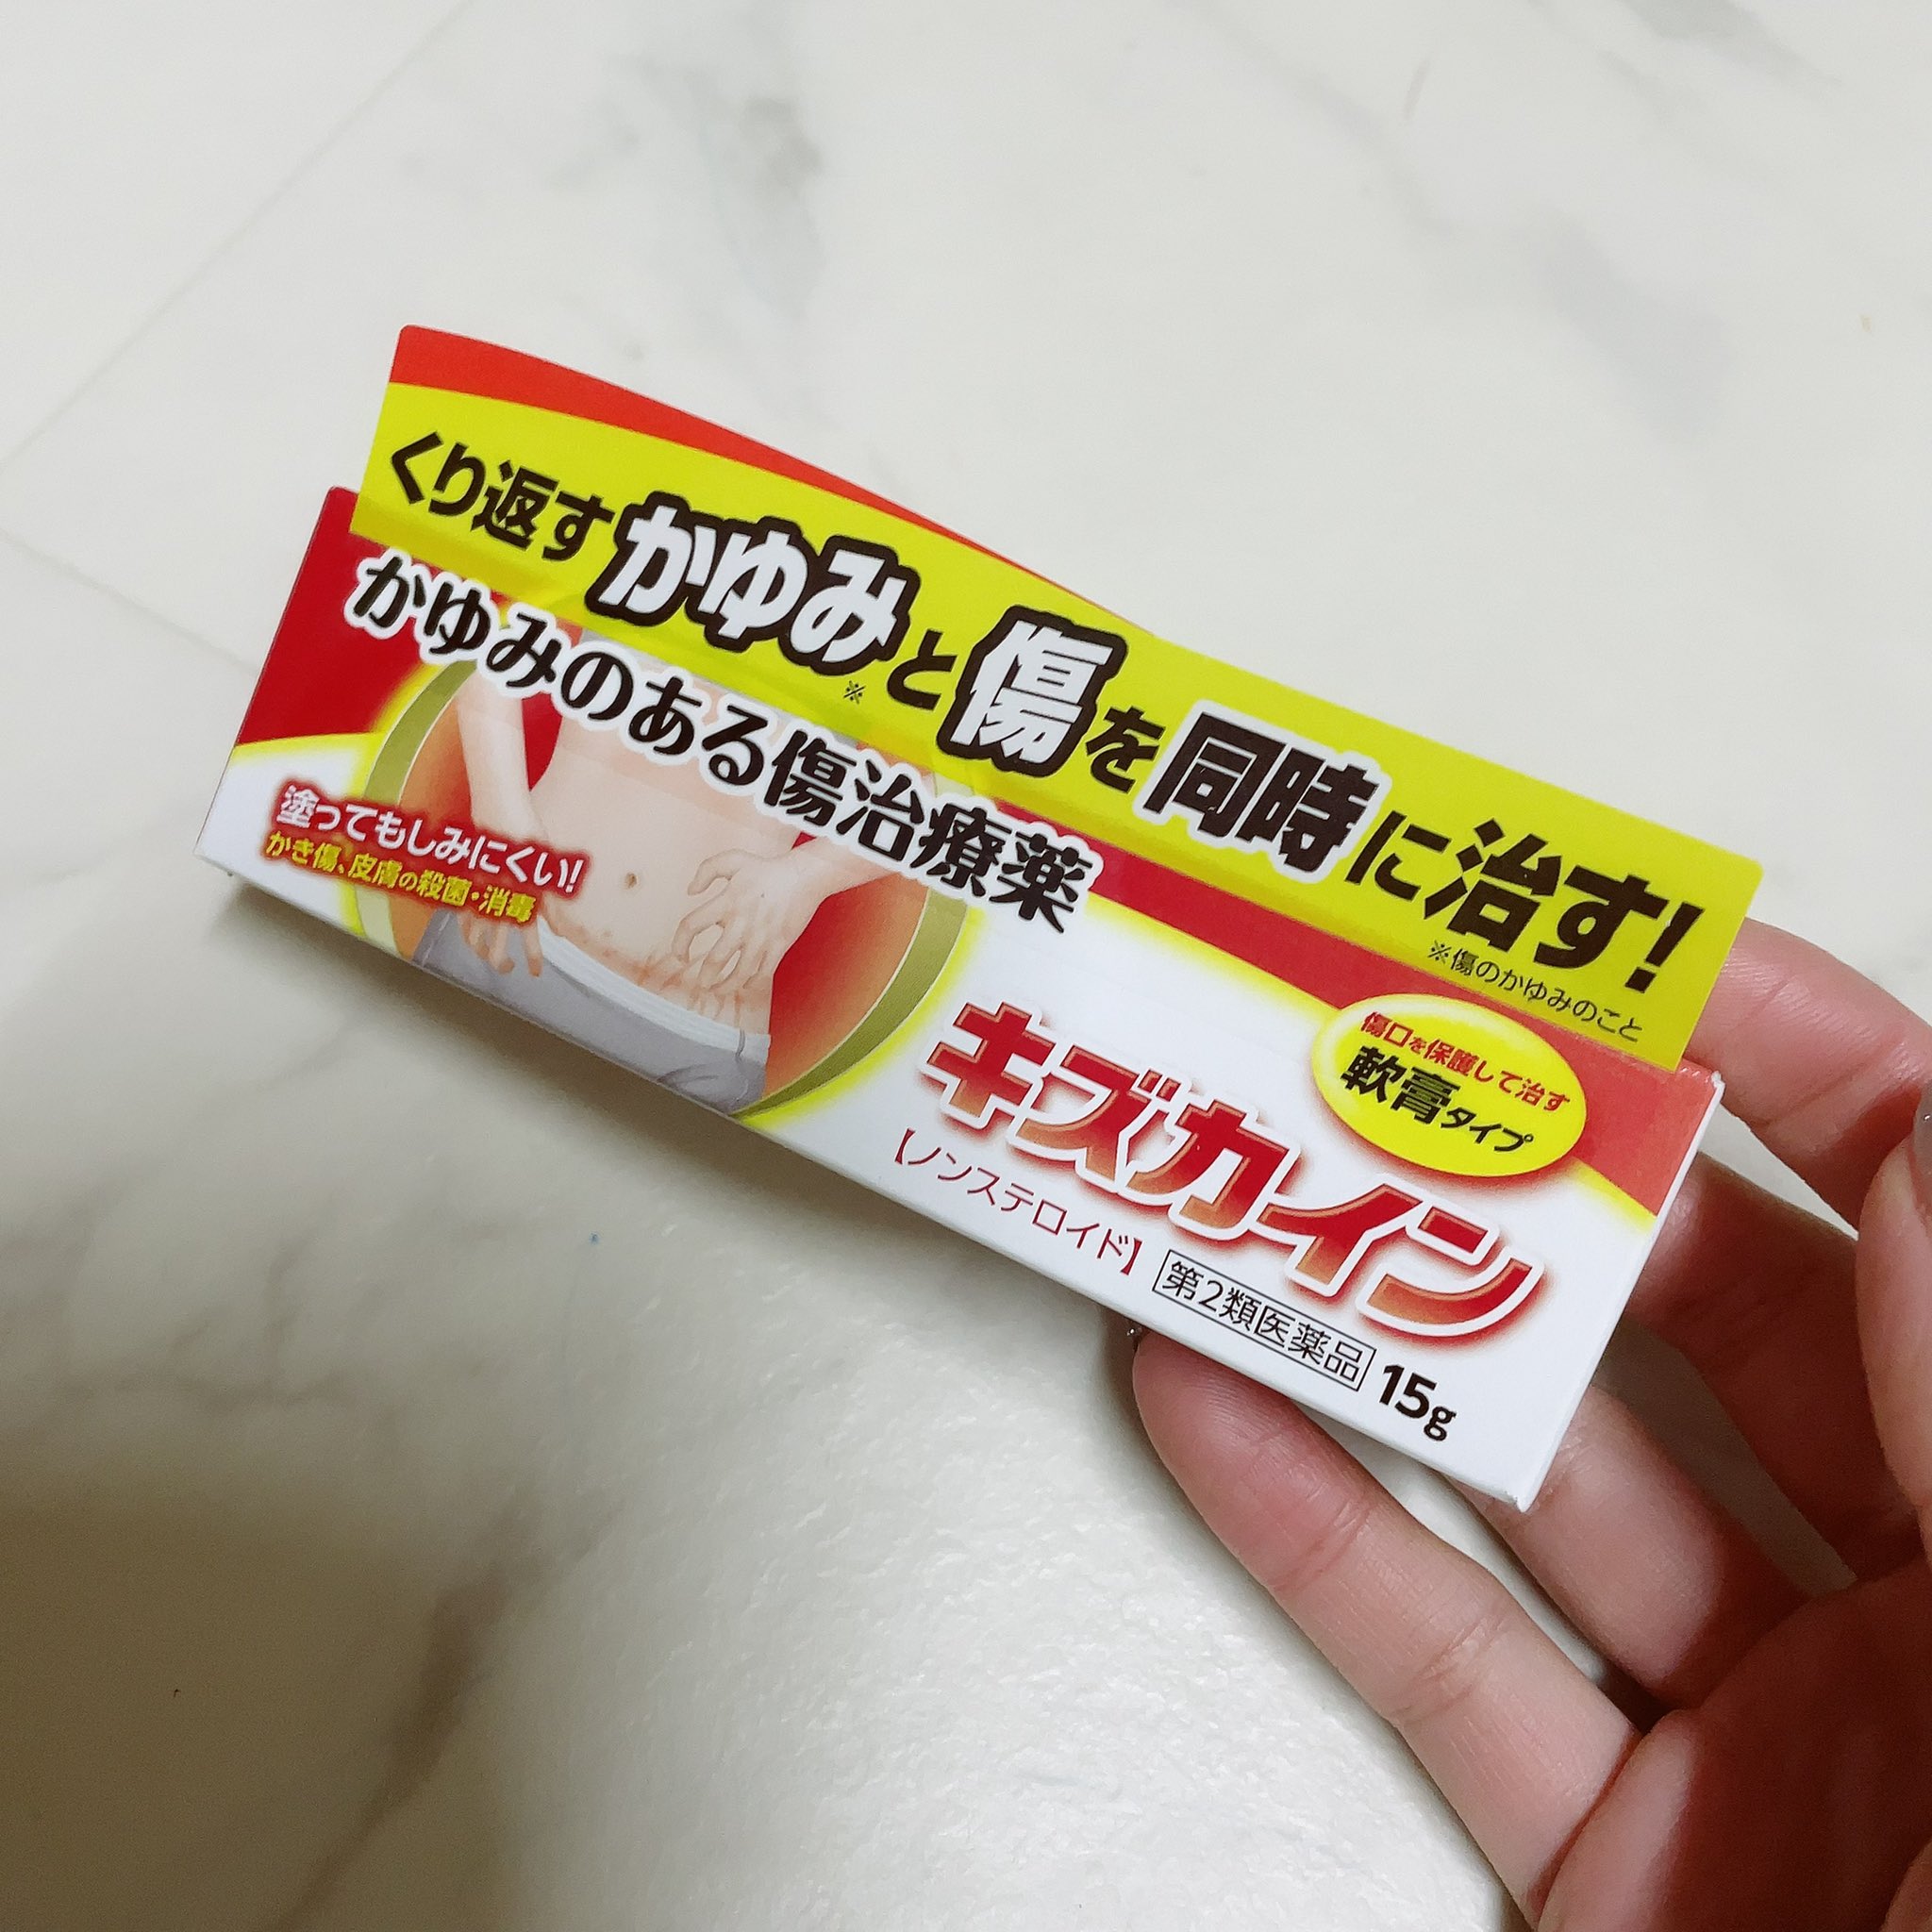 くり返すかゆみと傷を同時に治す!
※
※傷のかゆみのこと
かゆみのある傷治療薬
塗ってもしみにくい!
かき傷、皮膚の殺菌・消毒
傷口を保護して治す
軟膏タイプ
キズカイン
【ノンステロイド】
第2類医薬品 15g